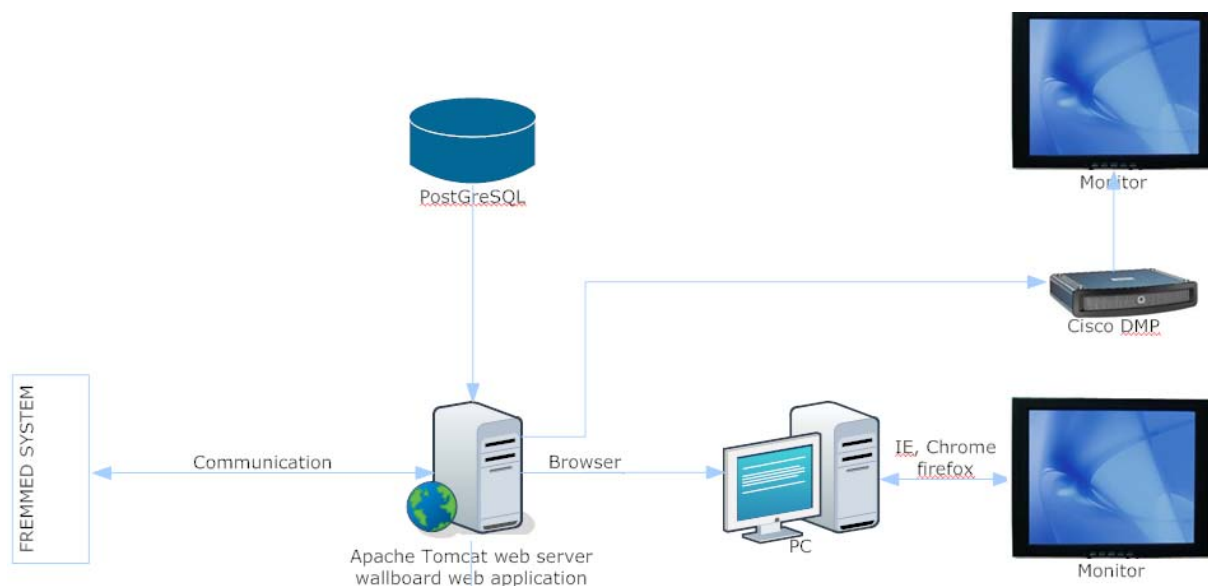 Monitor
PostGreSQL
Cisco DMP
FREMMED SYSTEM
Communication
Browser
IE, Chrome
firefox
PC
Apache Tomcat web server
wallboard web application
Monitor